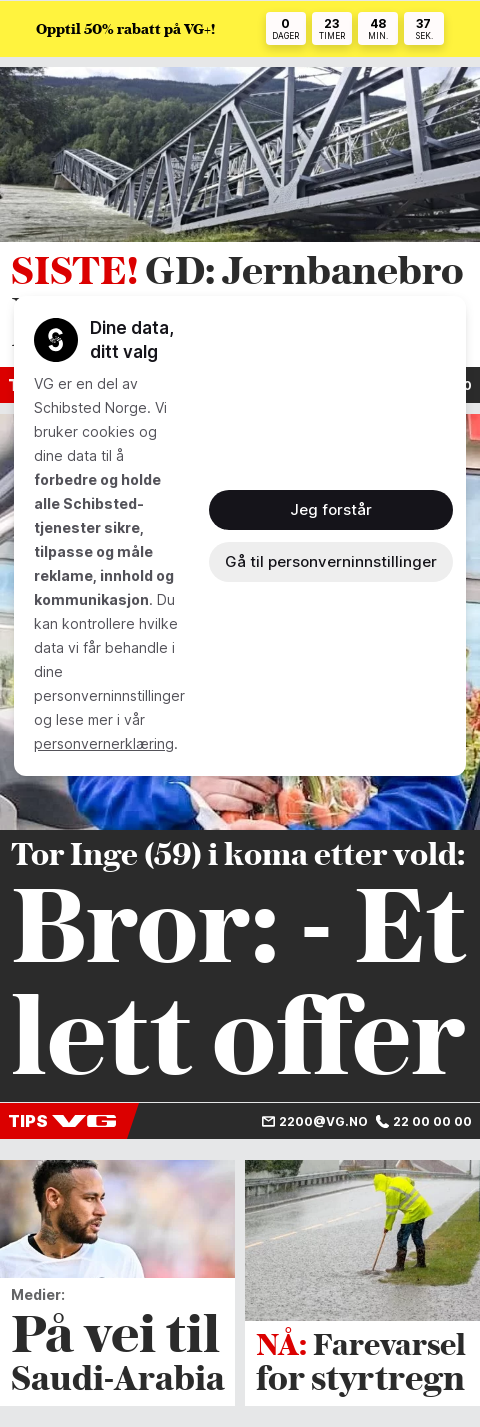 Opptil 50% rabatt på VG+!
0 23 48 37
DAGER TIMER MIN. SEK.
SISTE! GD: Jernbanebro
Dine data,
ditt valg
VG er en del av
Schibsted Norge. Vi
bruker cookies og
dine data til å
forbedre og holde
alle Schibsted-
tjenester sikre,
tilpasse og måle
reklame, innhold og
kommunikasjon. Du
kan kontrollere hvilke
data vi får behandle i
dine
personverninnstillinger
og lese mer i vår
personvernerklæring.
Jeg forstår
Gå til personverninnstillinger
Tor Inge (59) i koma etter vold:
Bror: - Et
lett offer
TIPS VG 2200@VG.NO 22 00 00 00
Medier:
På vei til
Saudi-Arabia
NÅ: Farevarsel
for styrtregn